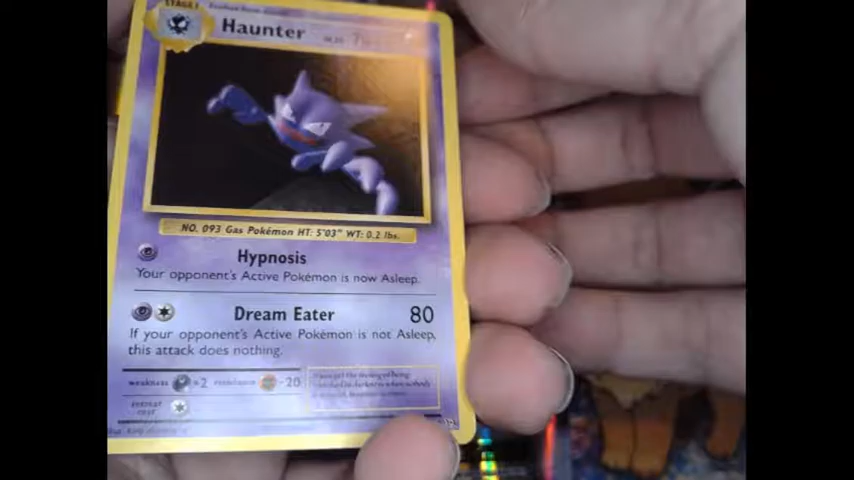 STAGE 1
Haunter
NO. 093 Gas Pokémon HT: 5'03" WT: 0.2 lbs.
Hypnosis
Your opponent's Active Pokémon is now Asleep.
Dream Eater 80
If your opponent's Active Pokémon is not Asleep,
this attack does nothing.
weakness ×2 resistance -20
retreat
cost